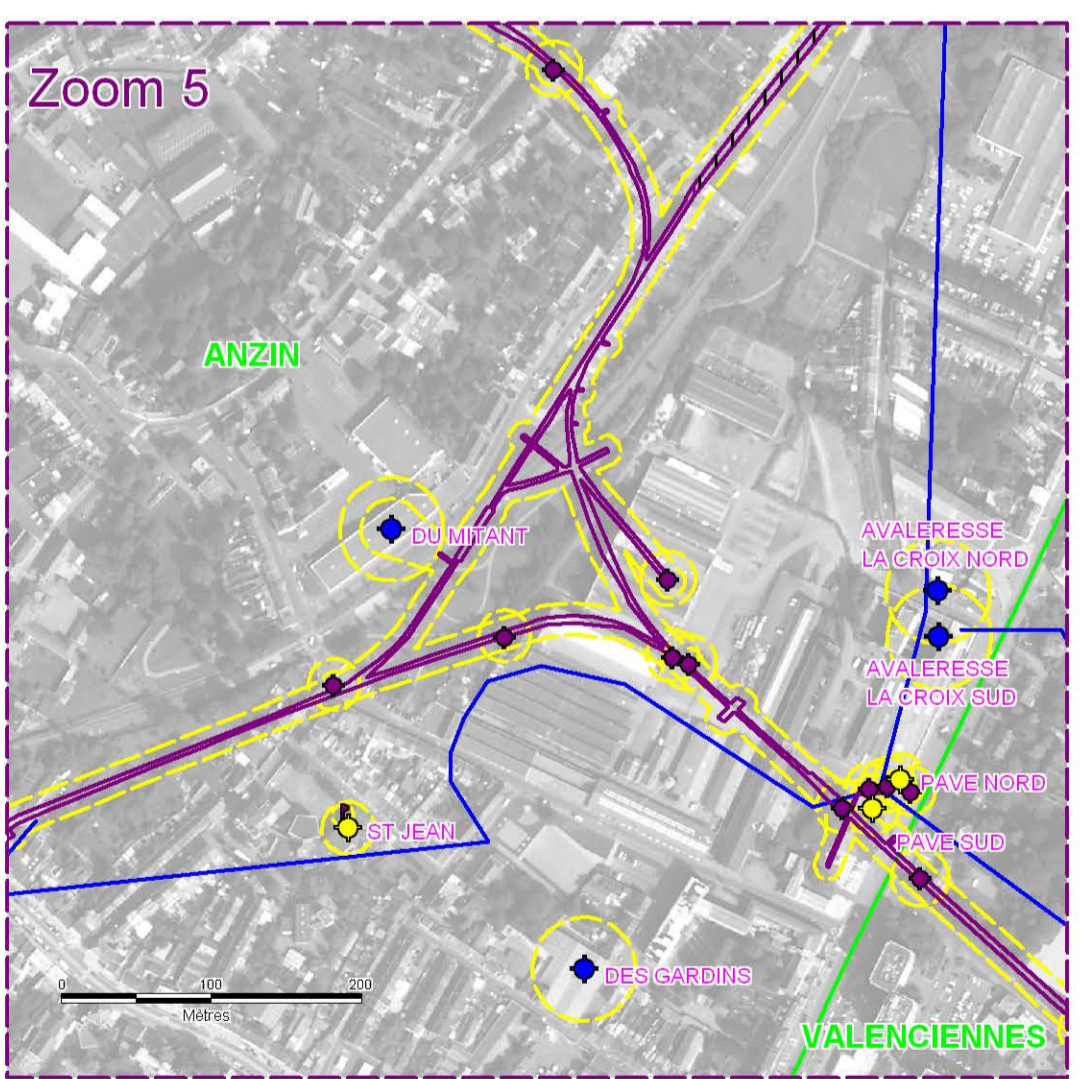 Zoom 5
ANZIN
DU MITANT
AVALERESSE
LA CROIX NORD
AVALERESSE
LA CROIX SUD
PAVE NORD
ST JEAN
PAVE SUD
DES GARDINS
0 100 200
Mètres
VALENCIENNES